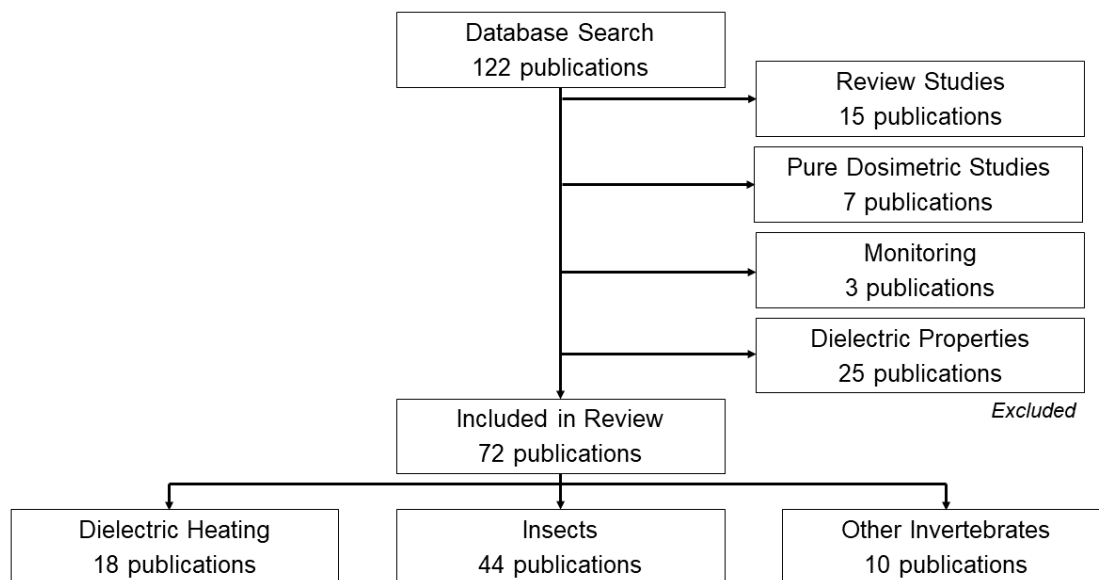 Database Search
122 publications
Review Studies
15 publications
Pure Dosimetric Studies
7 publications
Monitoring
3 publications
Dielectric Properties
25 publications
Excluded
Included in Review
72 publications
Dielectric Heating
18 publications
Insects
44 publications
Other Invertebrates
10 publications